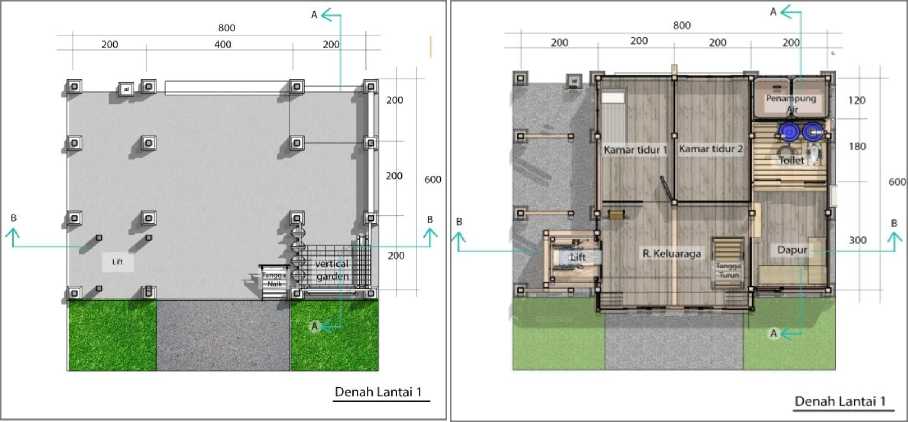 A
800
200
400
200
200
200
600
200
B
B
Lift
Tangga
Naik
vertical
garden
A
Denah Lantai 1
A
800
200
200
200
200
Penampung
Air
120
Kamar tidur 1
Kamar tidur 2
Toilet
180
600
B
B
Lift
R. Keluaraga
Tangga
Turun
Dapur
300
A
Denah Lantai 1